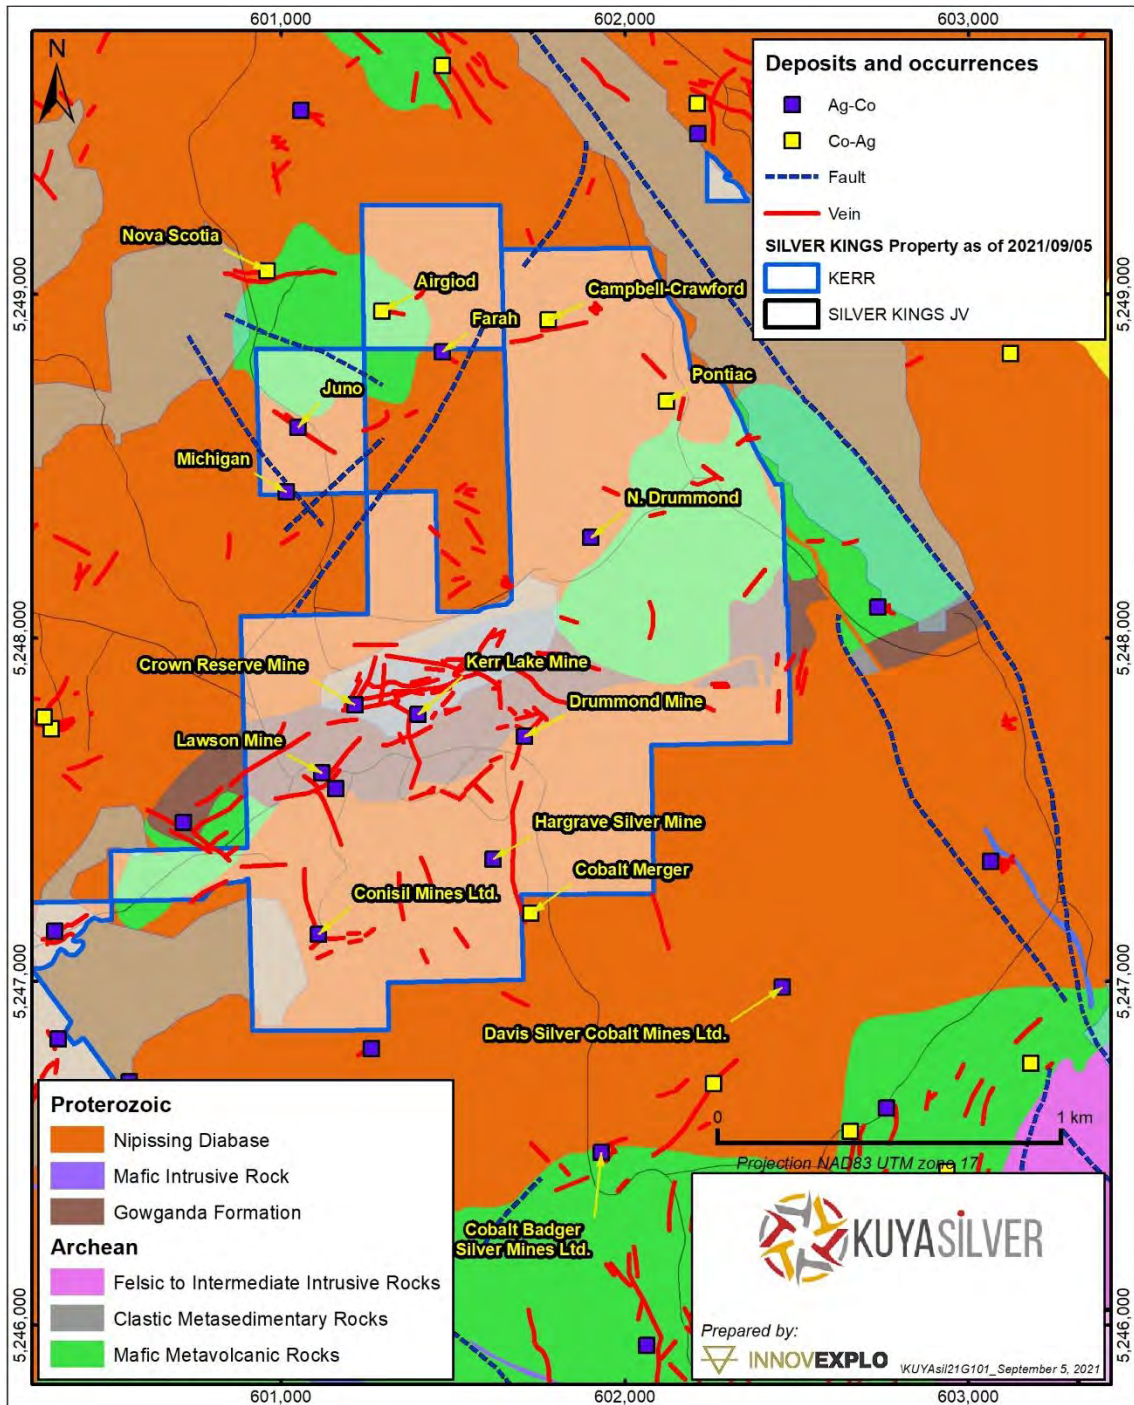 601,000
602,000
603,000
N
Deposits and occurrences
Ag-Co
Co-Ag
Fault
Vein
SILVER KINGS Property as of 2021/09/05
KERR
SILVER KINGS JV
5,249,000
5,249,000
Nova Scotia
Airgiod
Campbell-Crawford
Farah
Juno
Pontiac
Michigan
N. Drummond
5,248,000
5,248,000
Crown Reserve Mine
Kerr Lake Mine
Drummond Mine
Lawson Mine
Hargrave Silver Mine
Cobalt Merger
Conisil Mines Ltd.
5,247,000
5,247,000
Davis Silver Cobalt Mines Ltd.
Proterozoic
Nipissing Diabase
Mafic Intrusive Rock
Gowganda Formation
Archean
Felsic to Intermediate Intrusive Rocks
Clastic Metasedimentary Rocks
Mafic Metavolcanic Rocks
0
1 km
Projection NAD83 UTM zone 17
Cobalt Badger
Silver Mines Ltd.
KUYASILVER
Prepared by:
INNOVEXPLO
\KUYAsil21G101_September 5, 2021
5,246,000
5,246,000
601,000
602,000
603,000